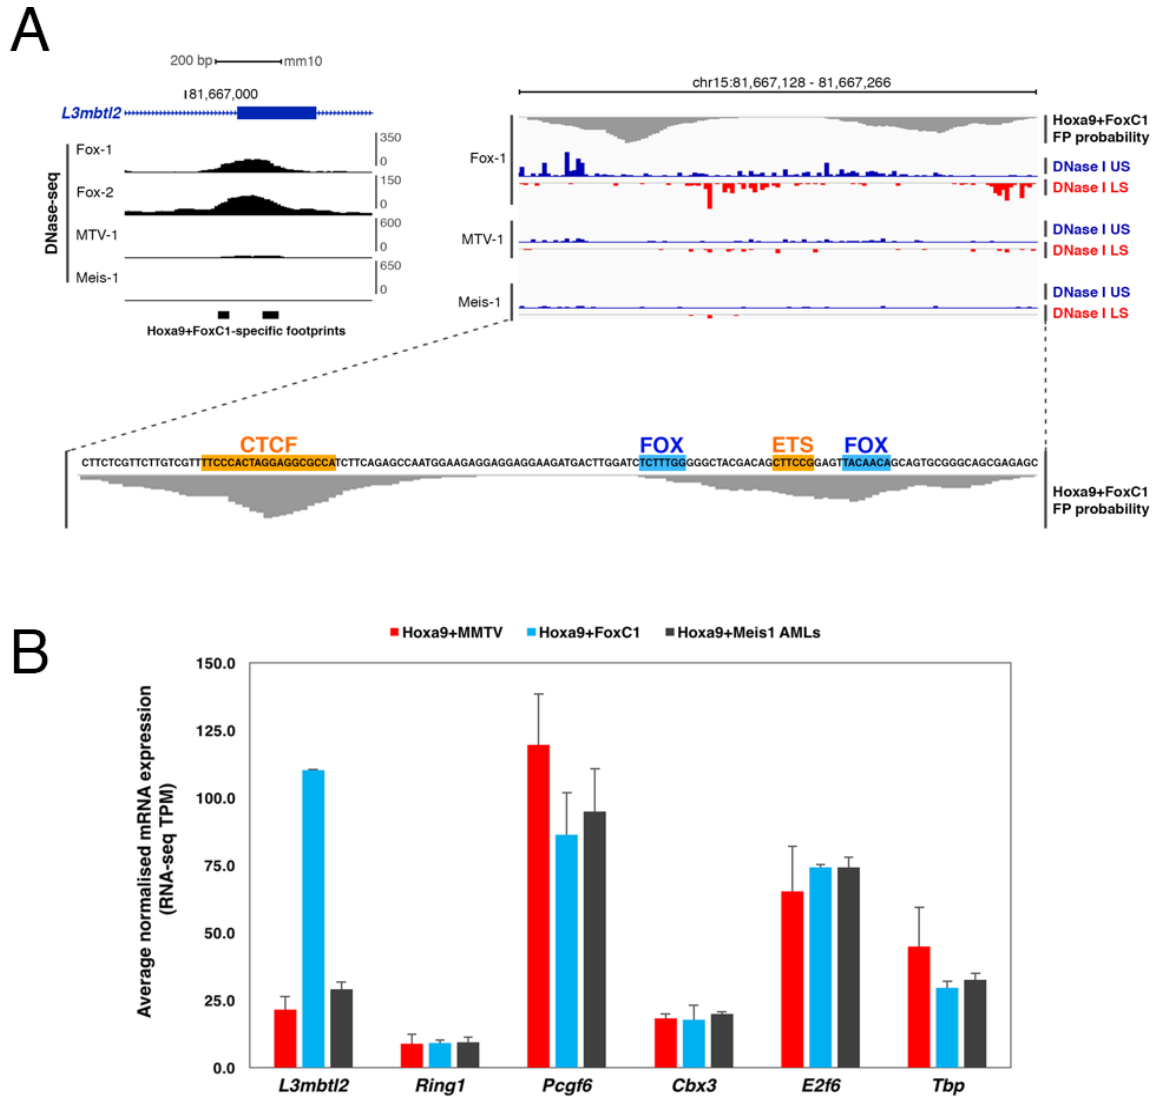 A
200 bp mm10
81,667,000
L3mbtl2
DNase-seq
Fox-1
350
0
Fox-2
150
0
MTV-1
600
0
Meis-1
650
0
Hoxa9+FoxC1-specific footprints
chr15:81,667,128 - 81,667,266
Hoxa9+FoxC1
FP probability
Fox-1
DNase I US
DNase I LS
MTV-1
DNase I US
DNase I LS
Meis-1
DNase I US
DNase I LS
CTCF FOX ETS FOX
CTTCTCGTTCTTGTCGTTTTCCCACTAGGAGGCGCCATCTTCAGAGCCAATGGAAGAGGAGGAGGAAGATGACTTGGATCTCTTTGGGGGCTACGACAGCTTCCGGAGTTACAACAGCAGTGCGGGCAGCGAGAGC
Hoxa9+FoxC1
FP probability
B
Hoxa9+MMTV Hoxa9+FoxC1 Hoxa9+Meis1 AMLs
Average normalised mRNA expression
(RNA-seq TPM)
150.0
125.0
100.0
75.0
50.0
25.0
0.0
L3mbtl2 Ring1 Pcgf6 Cbx3 E2f6 Tbp